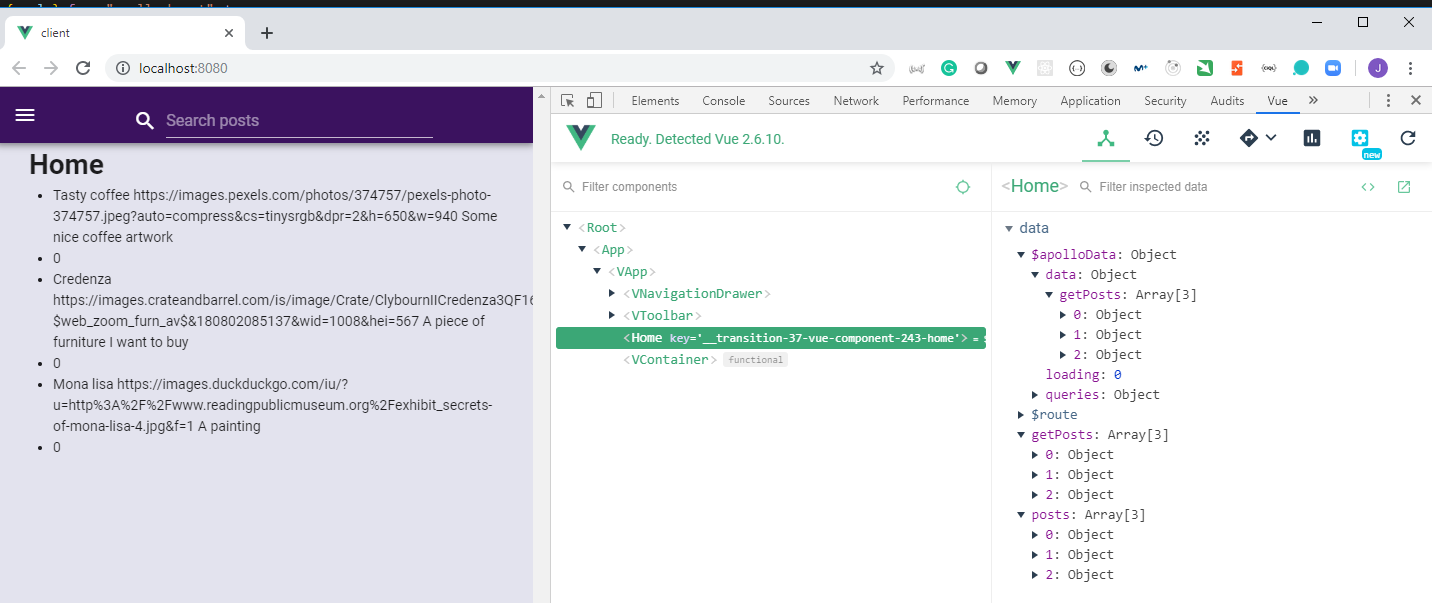 client
localhost:8080
Elements Console Sources Network Performance Memory Application Security Audits Vue
Search posts
Home
Tasty coffee https://images.pexels.com/photos/374757/pexels-photo-
374757.jpeg?auto=compress&cs=tinysrgb&dpr=2&h=650&w=940 Some
nice coffee artwork
0
Credenza
https://images.crateandbarrel.com/is/image/Crate/ClybournIICredenza3QF16
$web_zoom_furn_av$&180802085137&wid=1008&hei=567 A piece of
furniture I want to buy
0
Mona lisa https://images.duckduckgo.com/iu/?
u=http%3A%2F%2Fwww.readingpublicmuseum.org%2Fexhibit_secrets-
of-mona-lisa-4.jpg&f=1 A painting
0
Ready. Detected Vue 2.6.10.
new
Filter components
<Root>
<App>
<VApp>
<VNavigationDrawer>
<VToolbar>
<Home key='__transition-37-vue-component-243-home'> =
<VContainer> functional
<Home> Filter inspected data
data
$apolloData: Object
data: Object
getPosts: Array[3]
0: Object
1: Object
2: Object
loading: 0
queries: Object
$route
getPosts: Array[3]
0: Object
1: Object
2: Object
posts: Array[3]
0: Object
1: Object
2: Object
J